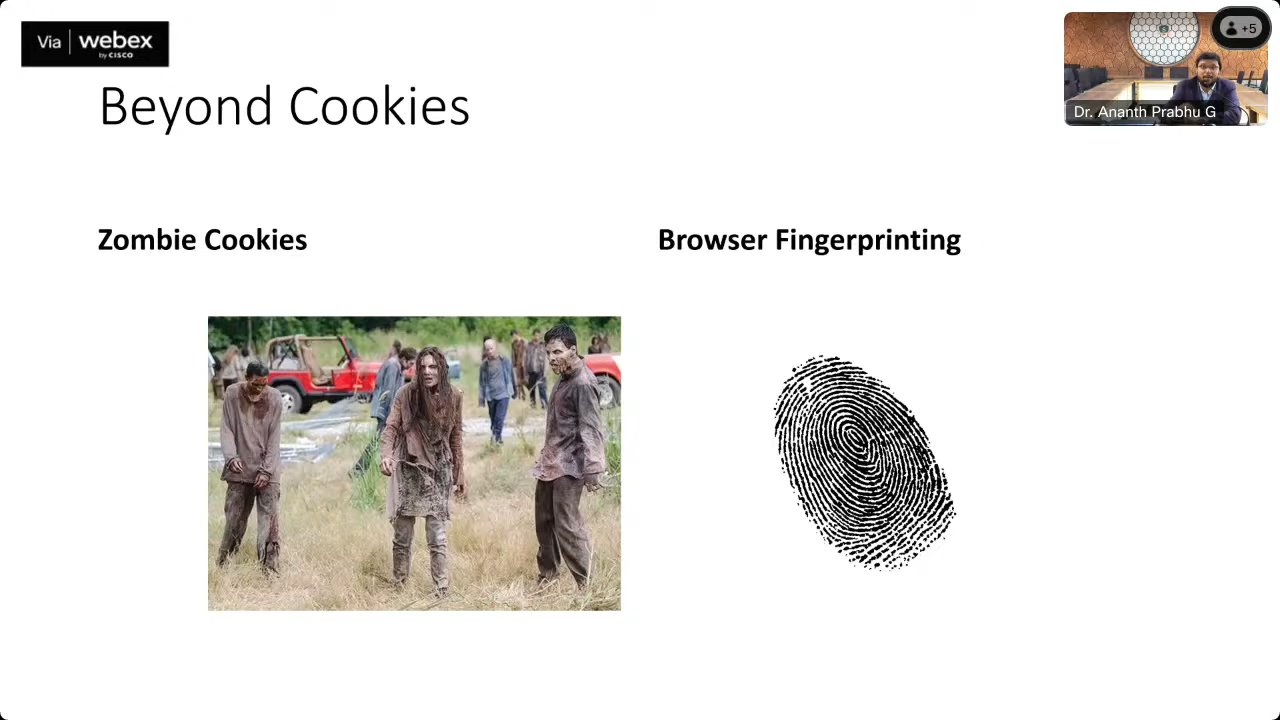 Via | webex
by CISCO
+5
Dr. Ananth Prabhu G
Beyond Cookies
Zombie Cookies
Browser Fingerprinting